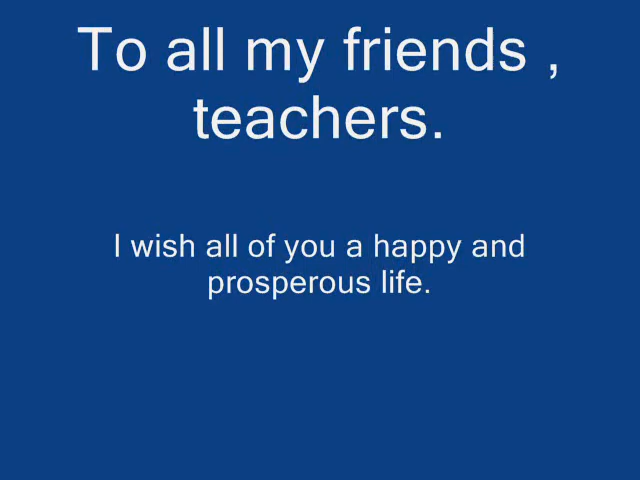 To all my friends ,
teachers.
I wish all of you a happy and
prosperous life.